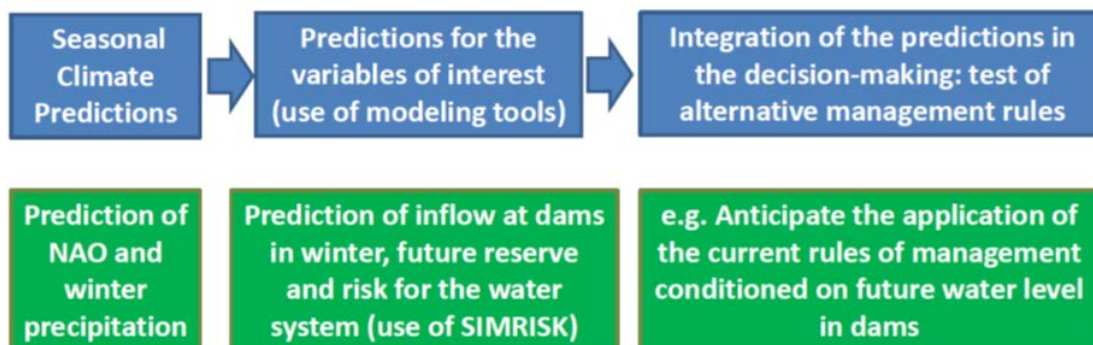 Seasonal
Climate
Predictions
Predictions for the
variables of interest
(use of modeling tools)
Integration of the predictions in
the decision-making: test of
alternative management rules
Prediction of
NAO and
winter
precipitation
Prediction of inflow at dams
in winter, future reserve
and risk for the water
system (use of SIMRISK)
e.g. Anticipate the application of
the current rules of management
conditioned on future water level
in dams